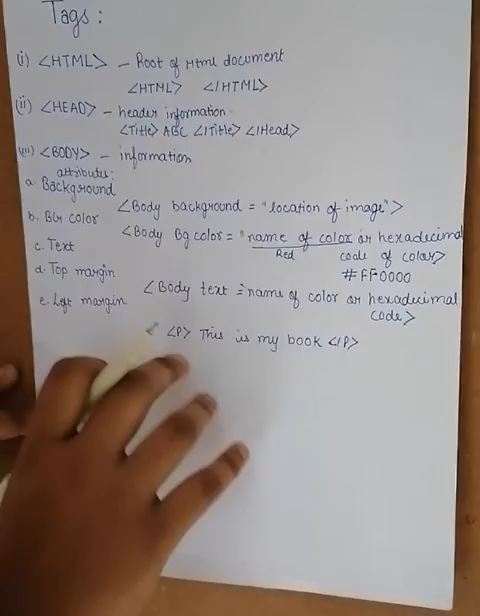 Tags :
(i) <HTML> – Root of Html document
<HTML> </HTML>
(ii) <HEAD> – header information.
<Title> ABC </Title> </Head>
(iii) <BODY> – information
attributes:
a. Background
<Body background = "location of image">
b. BG color
<Body Bg color = "name of color or hexadecimal
Red code of color>
c. Text
#FF0000
d. Top margin
<Body text = name of color or hexadecimal
code>
e. Left margin
<P> This is my book </P>